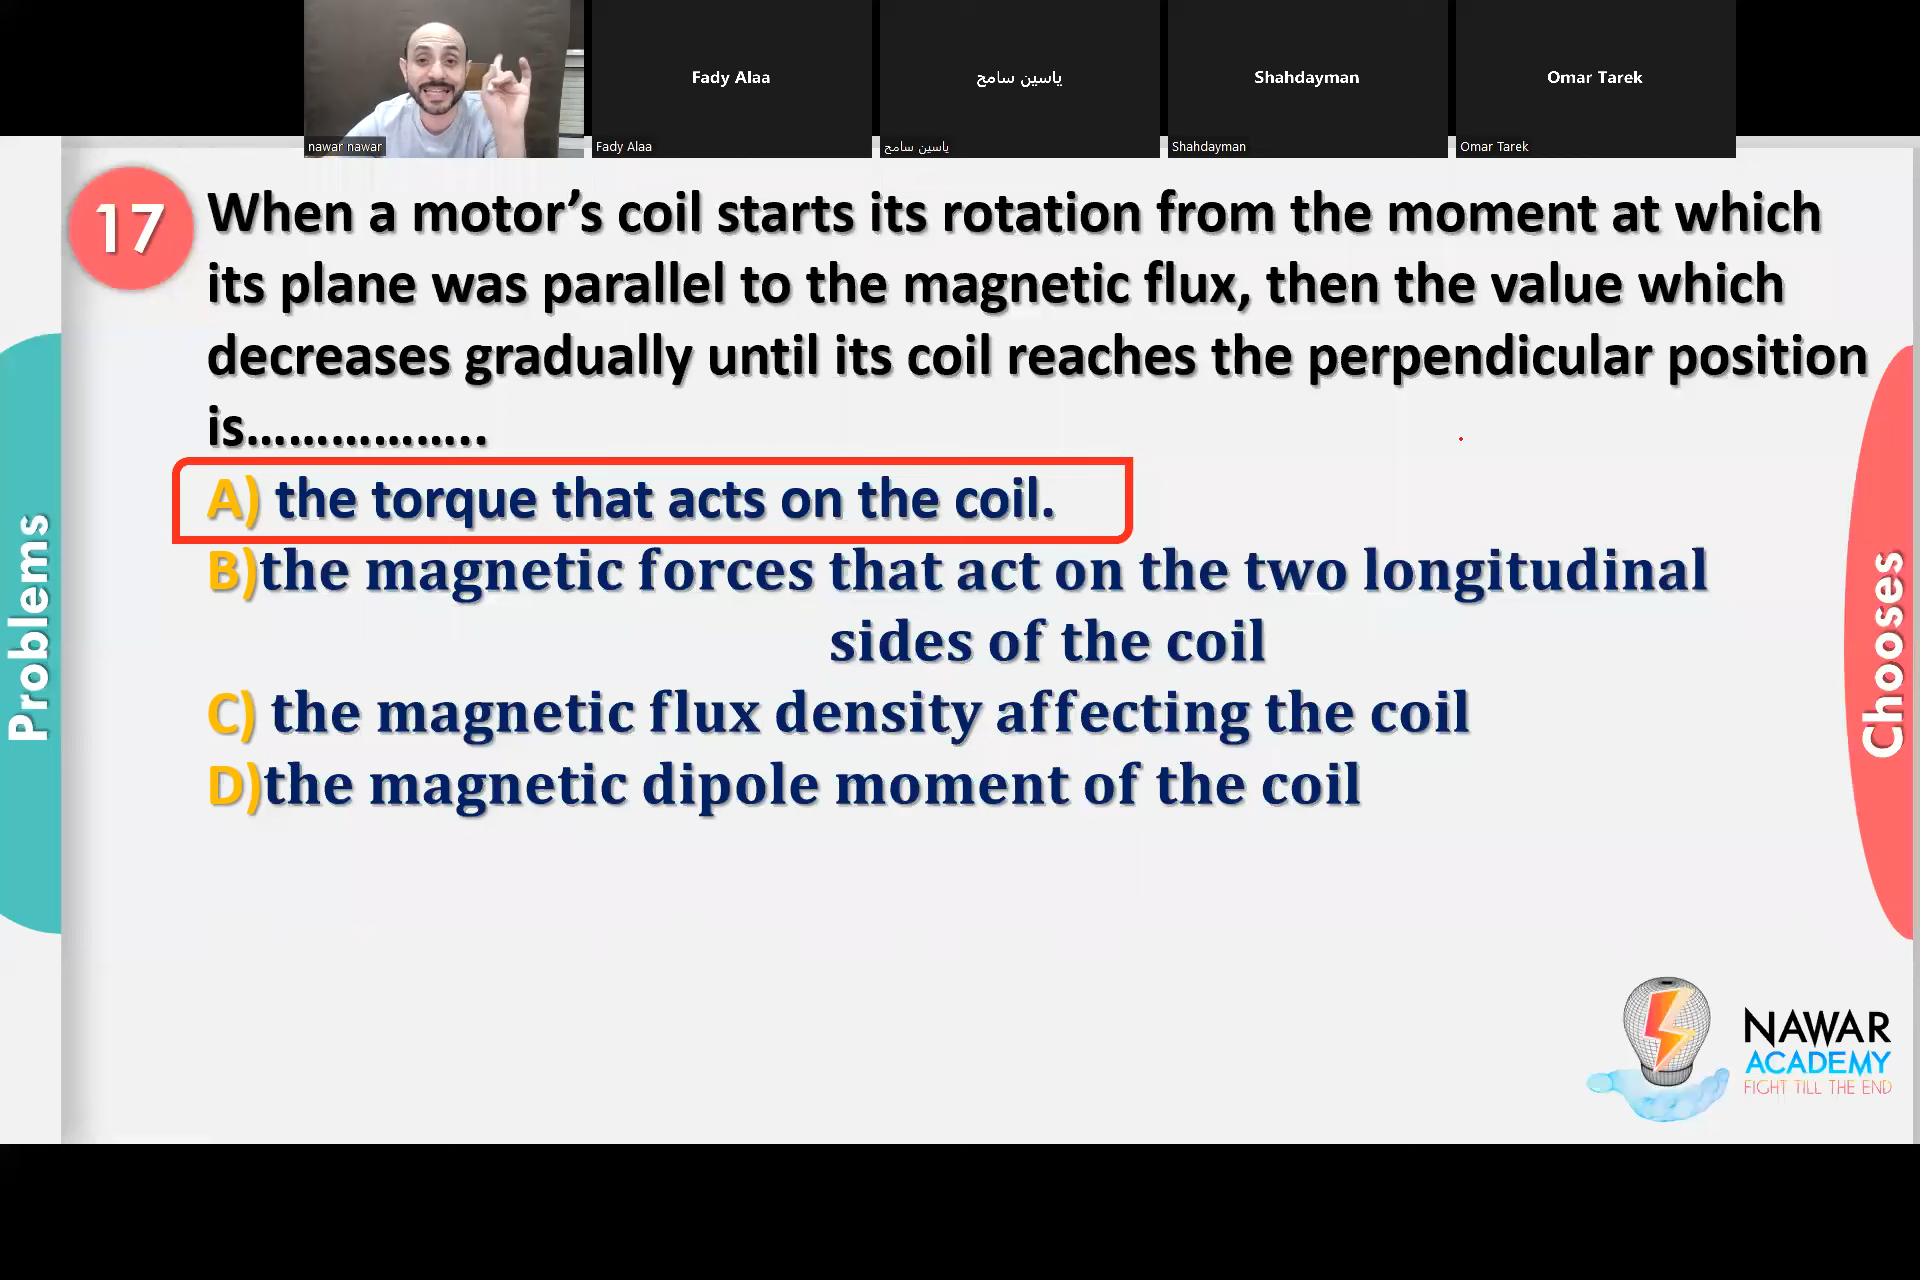 Fady Alaa
ياسين سامح
Shahdayman
Omar Tarek
nawar nawar
Fady Alaa
ياسين سامح
Shahdayman
Omar Tarek
17
When a motor’s coil starts its rotation from the moment at which
its plane was parallel to the magnetic flux, then the value which
decreases gradually until its coil reaches the perpendicular position
is……………..
A) the torque that acts on the coil.
B)the magnetic forces that act on the two longitudinal
sides of the coil
C) the magnetic flux density affecting the coil
D)the magnetic dipole moment of the coil
Problems
Chooses
NAWAR
ACADEMY
FIGHT TILL THE END